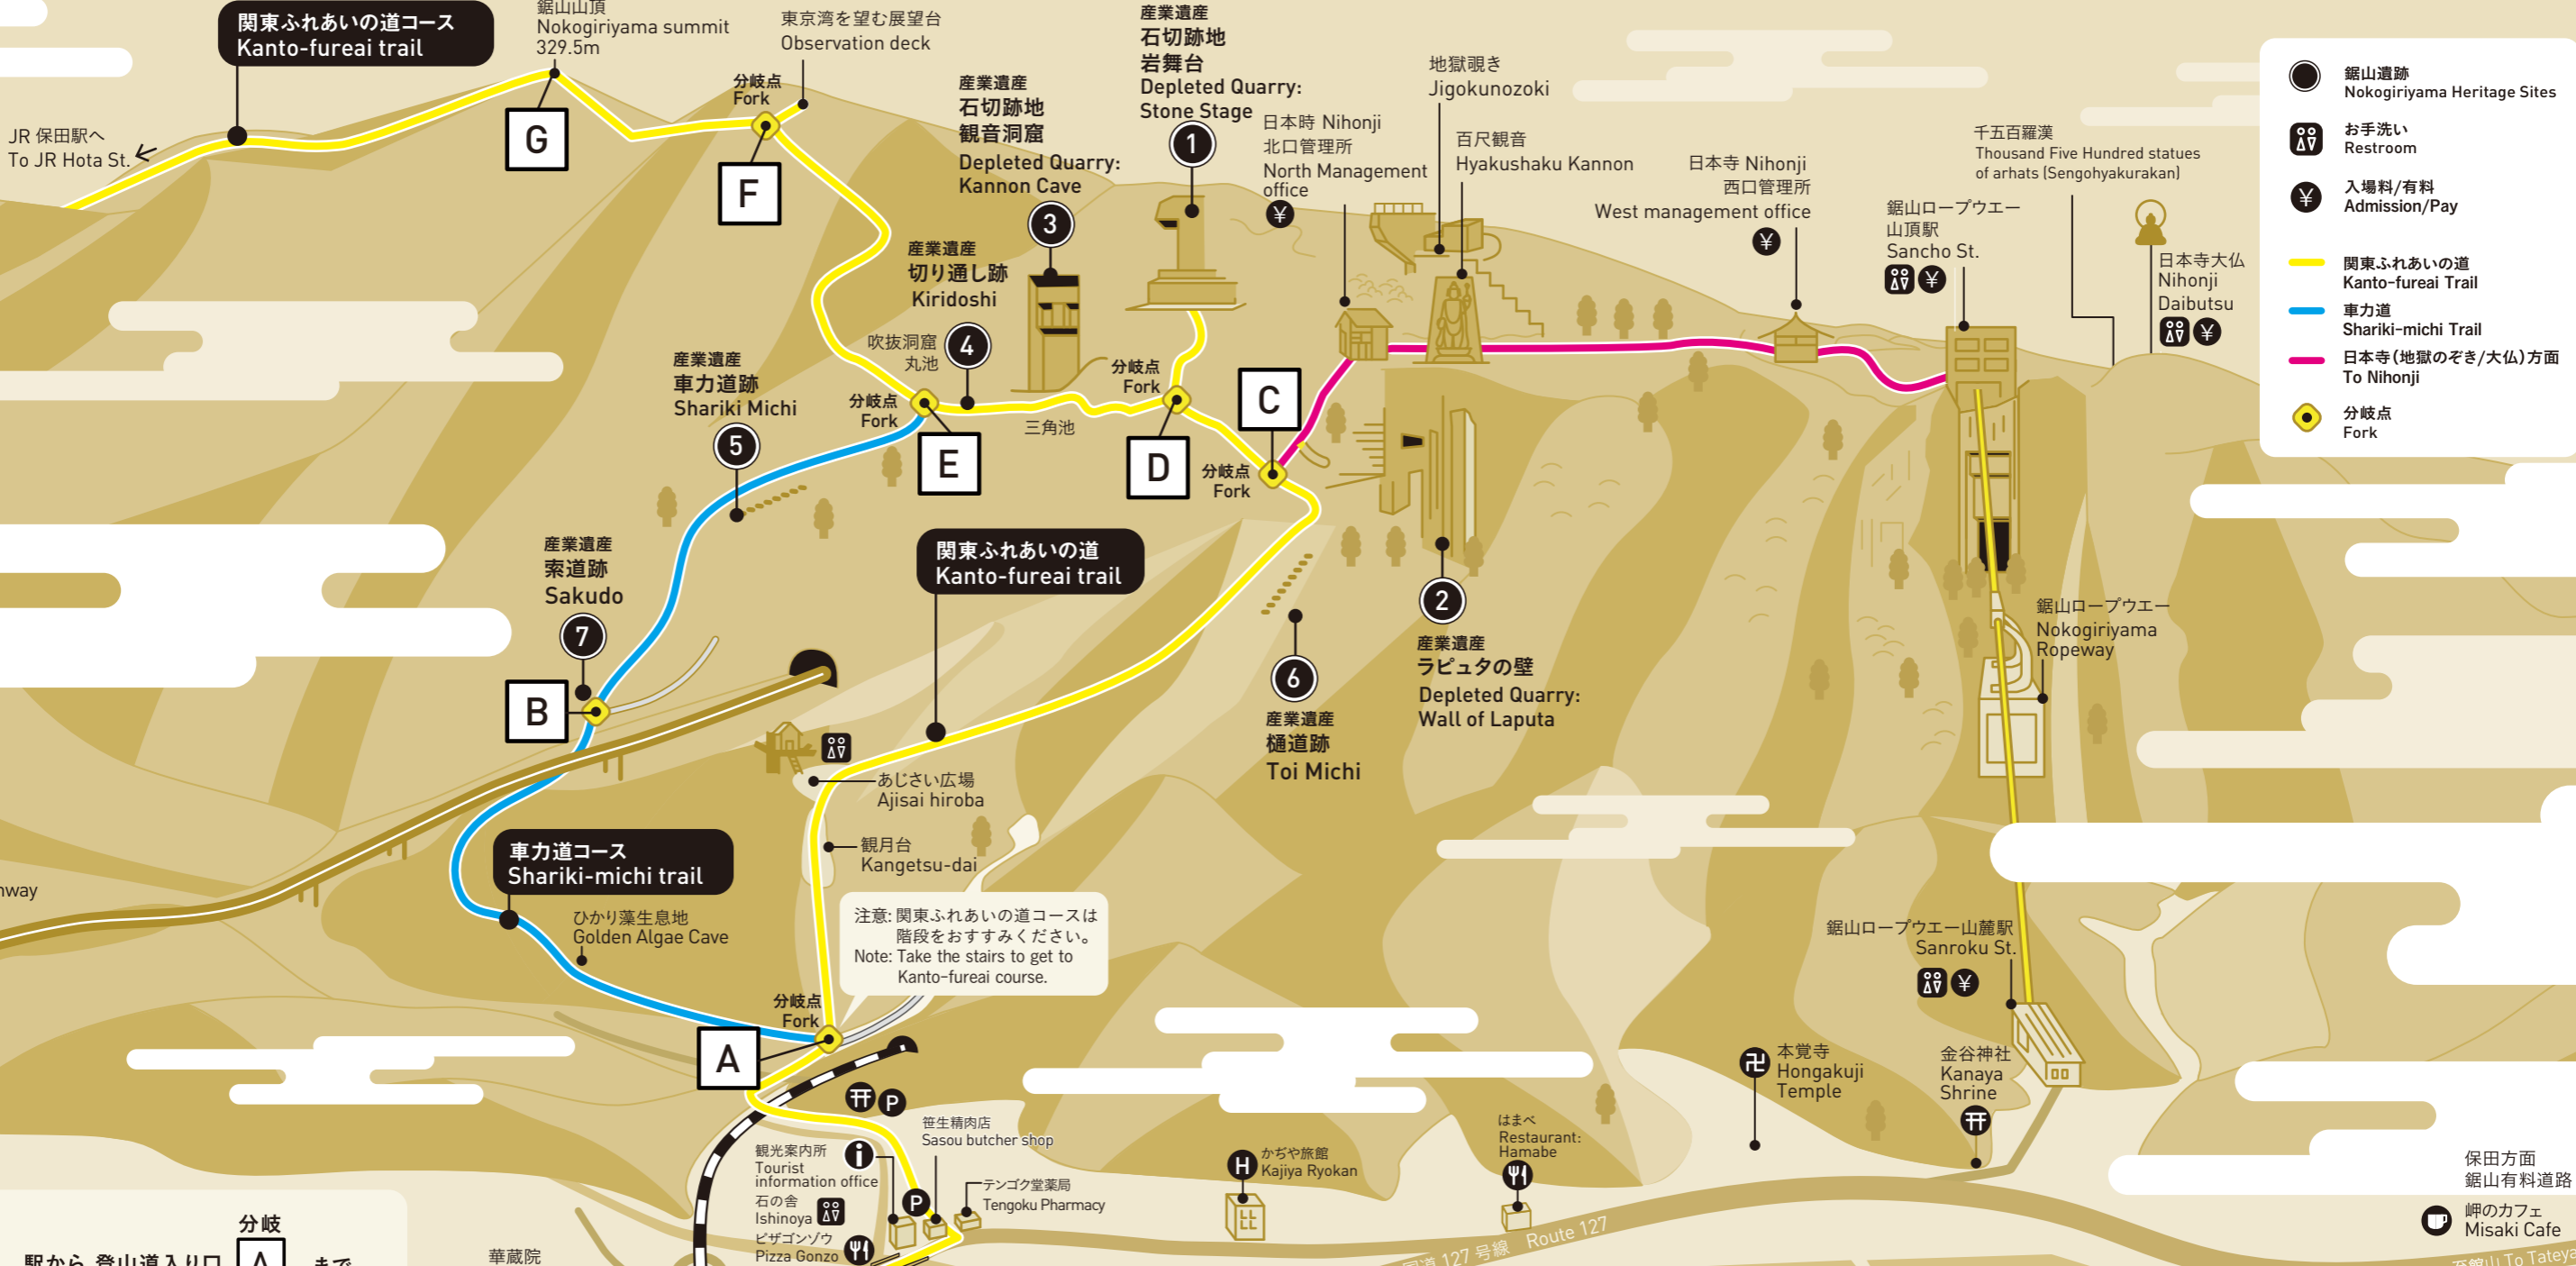 関東ふれあいの道コース
Kanto-fureai trail
鋸山山頂
Nokogiriyama summit
329.5m
東京湾を望む展望台
Observation deck
JR 保田駅へ
To JR Hota St.
G
分岐点
Fork
F
産業遺産
石切跡地
観音洞窟
Depleted Quarry:
Kannon Cave
3
産業遺産
石切跡地
岩舞台
Depleted Quarry:
Stone Stage
1
日本時 Nihonji
北口管理所
North Management
office
¥
地獄覗き
Jigokunozoki
百尺観音
Hyakushaku Kannon
日本寺 Nihonji
西口管理所
West management office
¥
鋸山ロープウエー
山頂駅
Sancho St.
¥
千五百羅漢
Thousand Five Hundred statues
of arhats (Sengohyakurakan)
日本寺大仏
Nihonji
Daibutsu
¥
鋸山遺跡
Nokogiriyama Heritage Sites
お手洗い
Restroom
¥
入場料/有料
Admission/Pay
関東ふれあいの道
Kanto-fureai Trail
車力道
Shariki-michi Trail
日本寺(地獄のぞき/大仏)方面
To Nihonji
分岐点
Fork
産業遺産
切り通し跡
Kiridoshi
4
吹抜洞窟
丸池
産業遺産
車力道跡
Shariki Michi
5
分岐点
Fork
E
三角池
分岐点
Fork
D
C
分岐点
Fork
産業遺産
索道跡
Sakudo
7
B
関東ふれあいの道
Kanto-fureai trail
6
産業遺産
樋道跡
Toi Michi
2
産業遺産
ラピュタの壁
Depleted Quarry:
Wall of Laputa
鋸山ロープウエー
Nokogiriyama
Ropeway
あじさい広場
Ajisai hiroba
観月台
Kangetsu-dai
車力道コース
Shariki-michi trail
ひかり藻生息地
Golden Algae Cave
注意: 関東ふれあいの道コースは
階段をおすすみください。
Note: Take the stairs to get to
Kanto-fureai course.
分岐点
Fork
A
鋸山ロープウエー山麓駅
Sanroku St.
¥
P
観光案内所
Tourist
information office
石の舎
Ishinoya
ピザゴンゾウ
Pizza Gonzo
笹生精肉店
Sasou butcher shop
P
テンゴク堂薬局
Tengoku Pharmacy
H
かぢや旅館
Kajiya Ryokan
はまべ
Restaurant:
Hamabe
卍
本覚寺
Hongakuji
Temple
金谷神社
Kanaya
Shrine
保田方面
鋸山有料道路
岬のカフェ
Misaki Cafe
127 号線 Route 127
To Tateya
華蔵院
分岐
駅から 登山道入り口 A まで